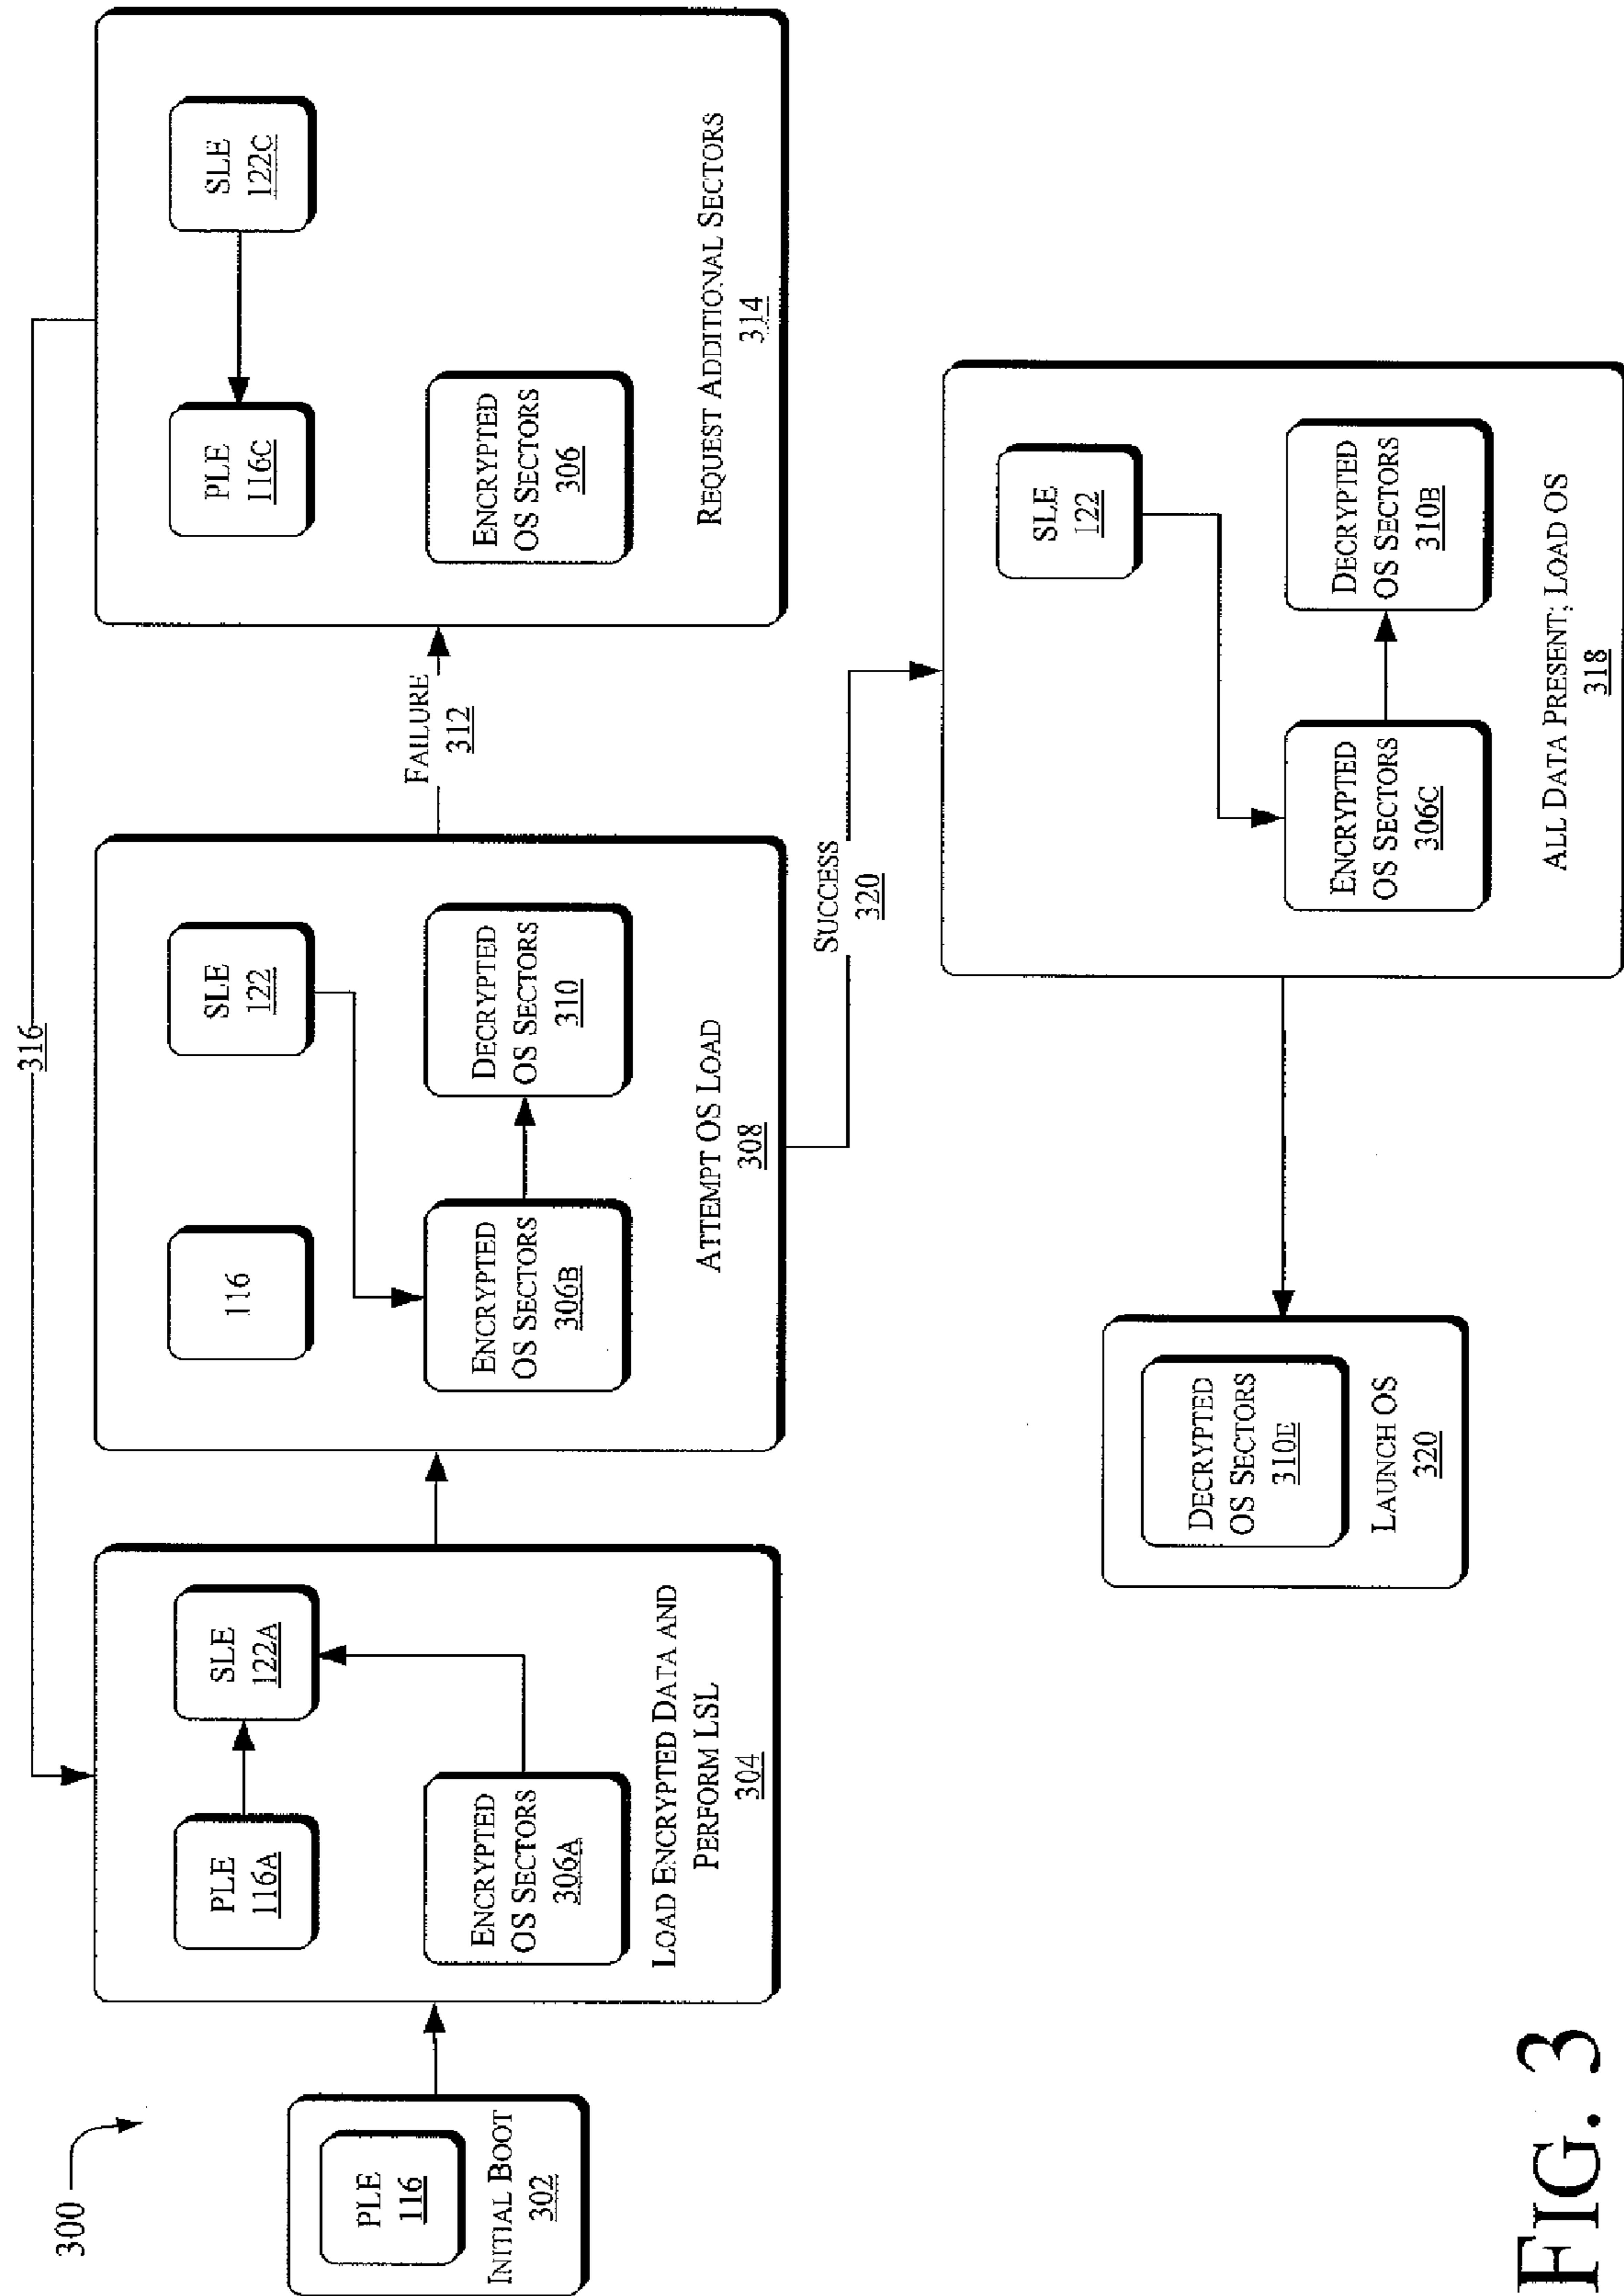 300
316
PLE
116
INITIAL BOOT
302
PLE
116A
SLE
122A
ENCRYPTED
OS SECTORS
306A
LOAD ENCRYPTED DATA AND
PERFORM LSL
304
116
SLE
122
ENCRYPTED
OS SECTORS
306B
DECRYPTED
OS SECTORS
310
ATTEMPT OS LOAD
308
FAILURE
312
PLE
116C
SLE
122C
ENCRYPTED
OS SECTORS
306
REQUEST ADDITIONAL SECTORS
314
SUCCESS
320
DECRYPTED
OS SECTORS
310E
LAUNCH OS
320
SLE
122
ENCRYPTED
OS SECTORS
306C
DECRYPTED
OS SECTORS
310B
ALL DATA PRESENT; LOAD OS
318
FIG. 3